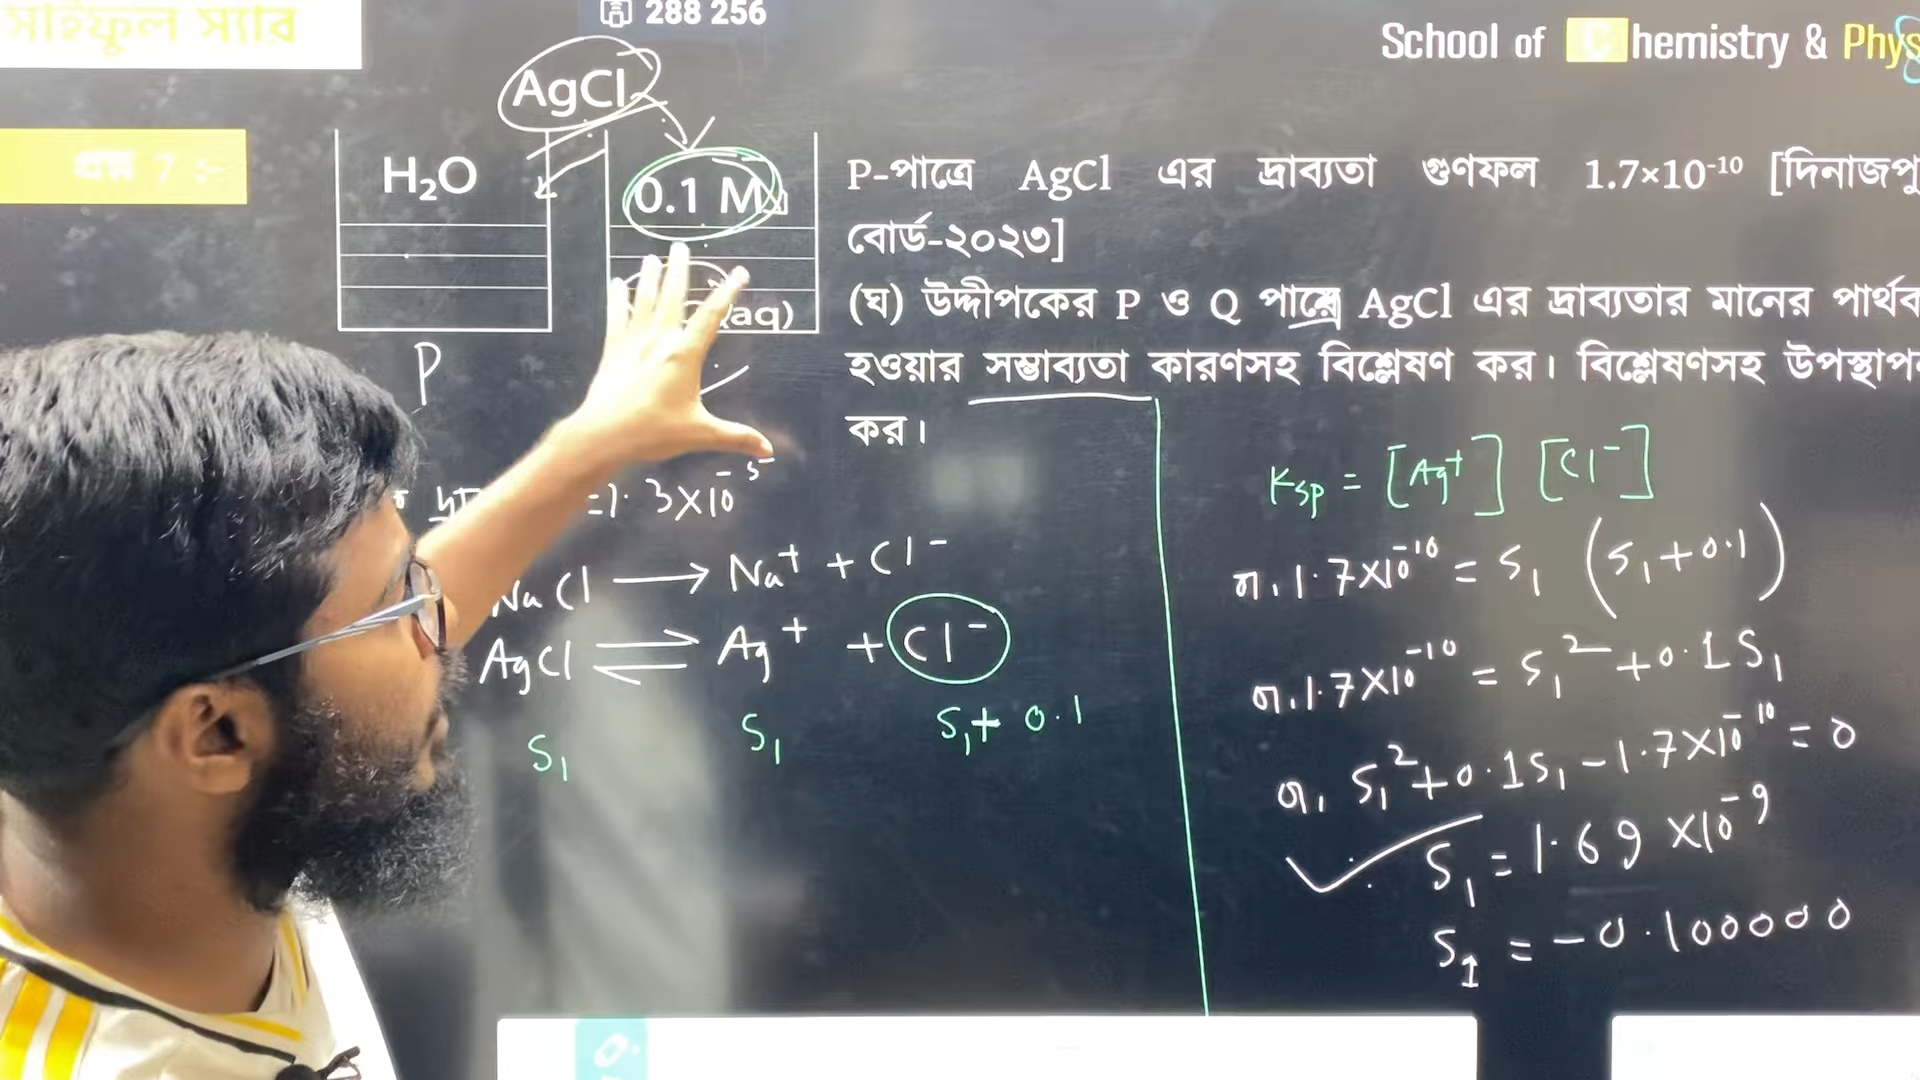 সাইফুল স্যার
288 256
School of Chemistry &
AgCl
প্রশ্ন 7 :-
H₂O
0.1 M
(aq)
P
P-পাত্রে AgCl এর দ্রাব্যতা গুণফল 1.7×10⁻¹⁰ [
বোর্ড-২০২৩]
(ঘ) উদ্দীপকের P ও Q পাত্রে AgCl এর দ্রাব্যতার মানের
হওয়ার সম্ভাব্যতা কারণসহ বিশ্লেষণ কর। বিশ্লেষণসহ
কর।
=1.3×10⁻⁵
NaCl ⟶ Na⁺ + Cl⁻
AgCl ⇌ Ag⁺ + Cl⁻
S₁ S₁ S₁+ 0.1
Ksp = [Ag⁺] [Cl⁻]
বা, 1.7×10⁻¹⁰ = S₁ (S₁+0.1)
বা, 1.7×10⁻¹⁰ = S₁² +0.1S₁
বা, S₁²+0.1S₁ −1.7×10⁻¹⁰ = 0
S₁ = 1.69 ×10⁻⁹
S₁ = −0.100000